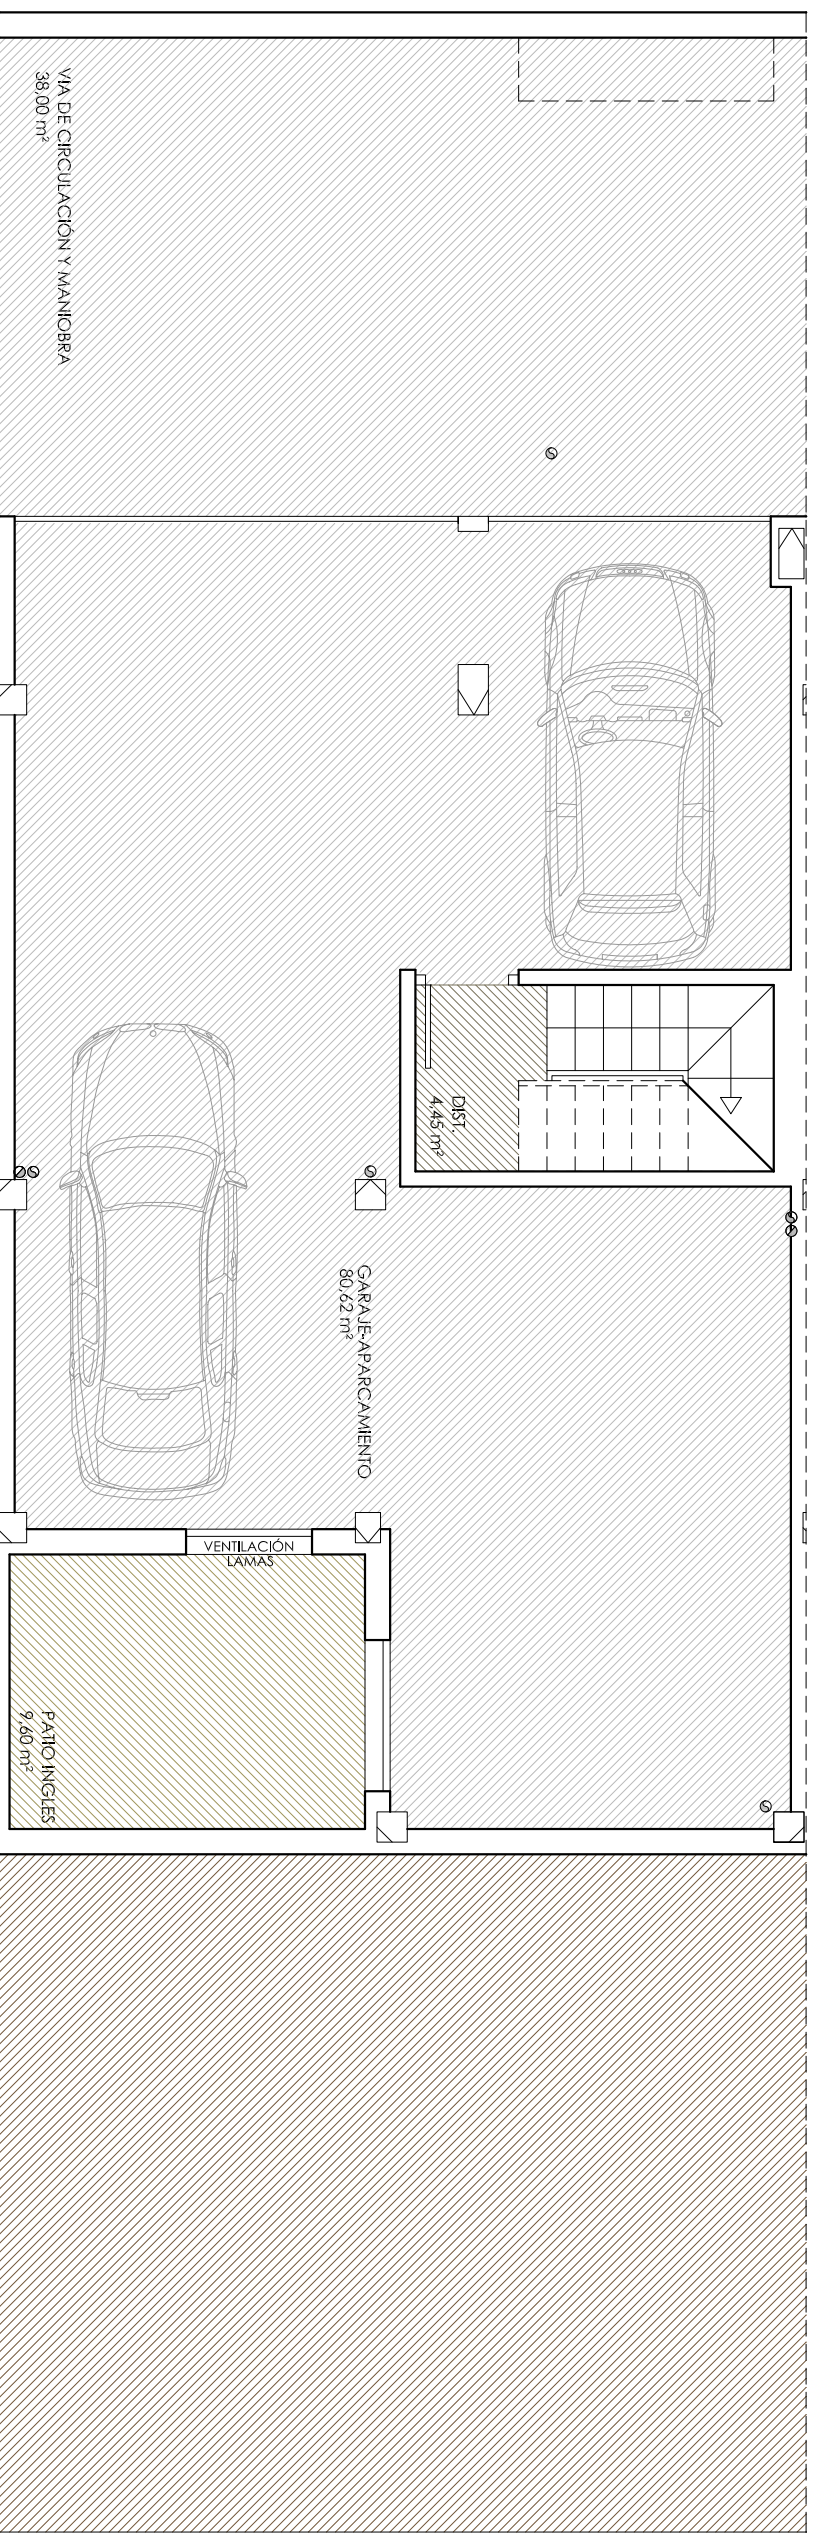 VIA DE CIRCULACIÓN Y MANIOBRA
38,00 m²
DIST.
4,45 m²
GARAJE-APARCAMIENTO
80,62 m²
VENTILACIÓN
LAMAS
PATIO INGLES
9,60 m²